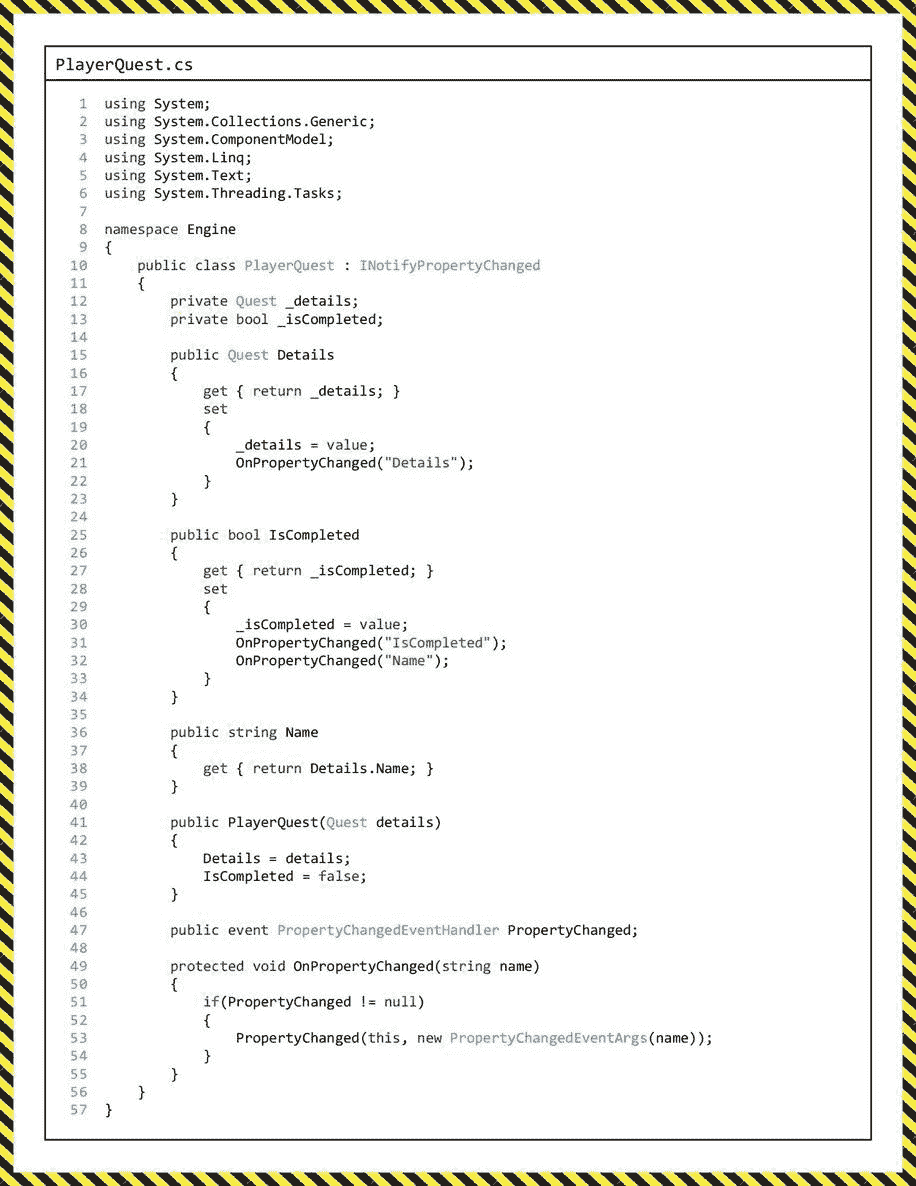 PlayerQuest.cs
1 using System;
2 using System.Collections.Generic;
3 using System.ComponentModel;
4 using System.Linq;
5 using System.Text;
6 using System.Threading.Tasks;
7
8 namespace Engine
9 {
10     public class PlayerQuest : INotifyPropertyChanged
11     {
12         private Quest _details;
13         private bool _isCompleted;
14
15         public Quest Details
16         {
17             get { return _details; }
18             set
19             {
20                 _details = value;
21                 OnPropertyChanged("Details");
22             }
23         }
24
25         public bool IsCompleted
26         {
27             get { return _isCompleted; }
28             set
29             {
30                 _isCompleted = value;
31                 OnPropertyChanged("IsCompleted");
32                 OnPropertyChanged("Name");
33             }
34         }
35
36         public string Name
37         {
38             get { return Details.Name; }
39         }
40
41         public PlayerQuest(Quest details)
42         {
43             Details = details;
44             IsCompleted = false;
45         }
46
47         public event PropertyChangedEventHandler PropertyChanged;
48
49         protected void OnPropertyChanged(string name)
50         {
51             if(PropertyChanged != null)
52             {
53                 PropertyChanged(this, new PropertyChangedEventArgs(name));
54             }
55         }
56     }
57 }